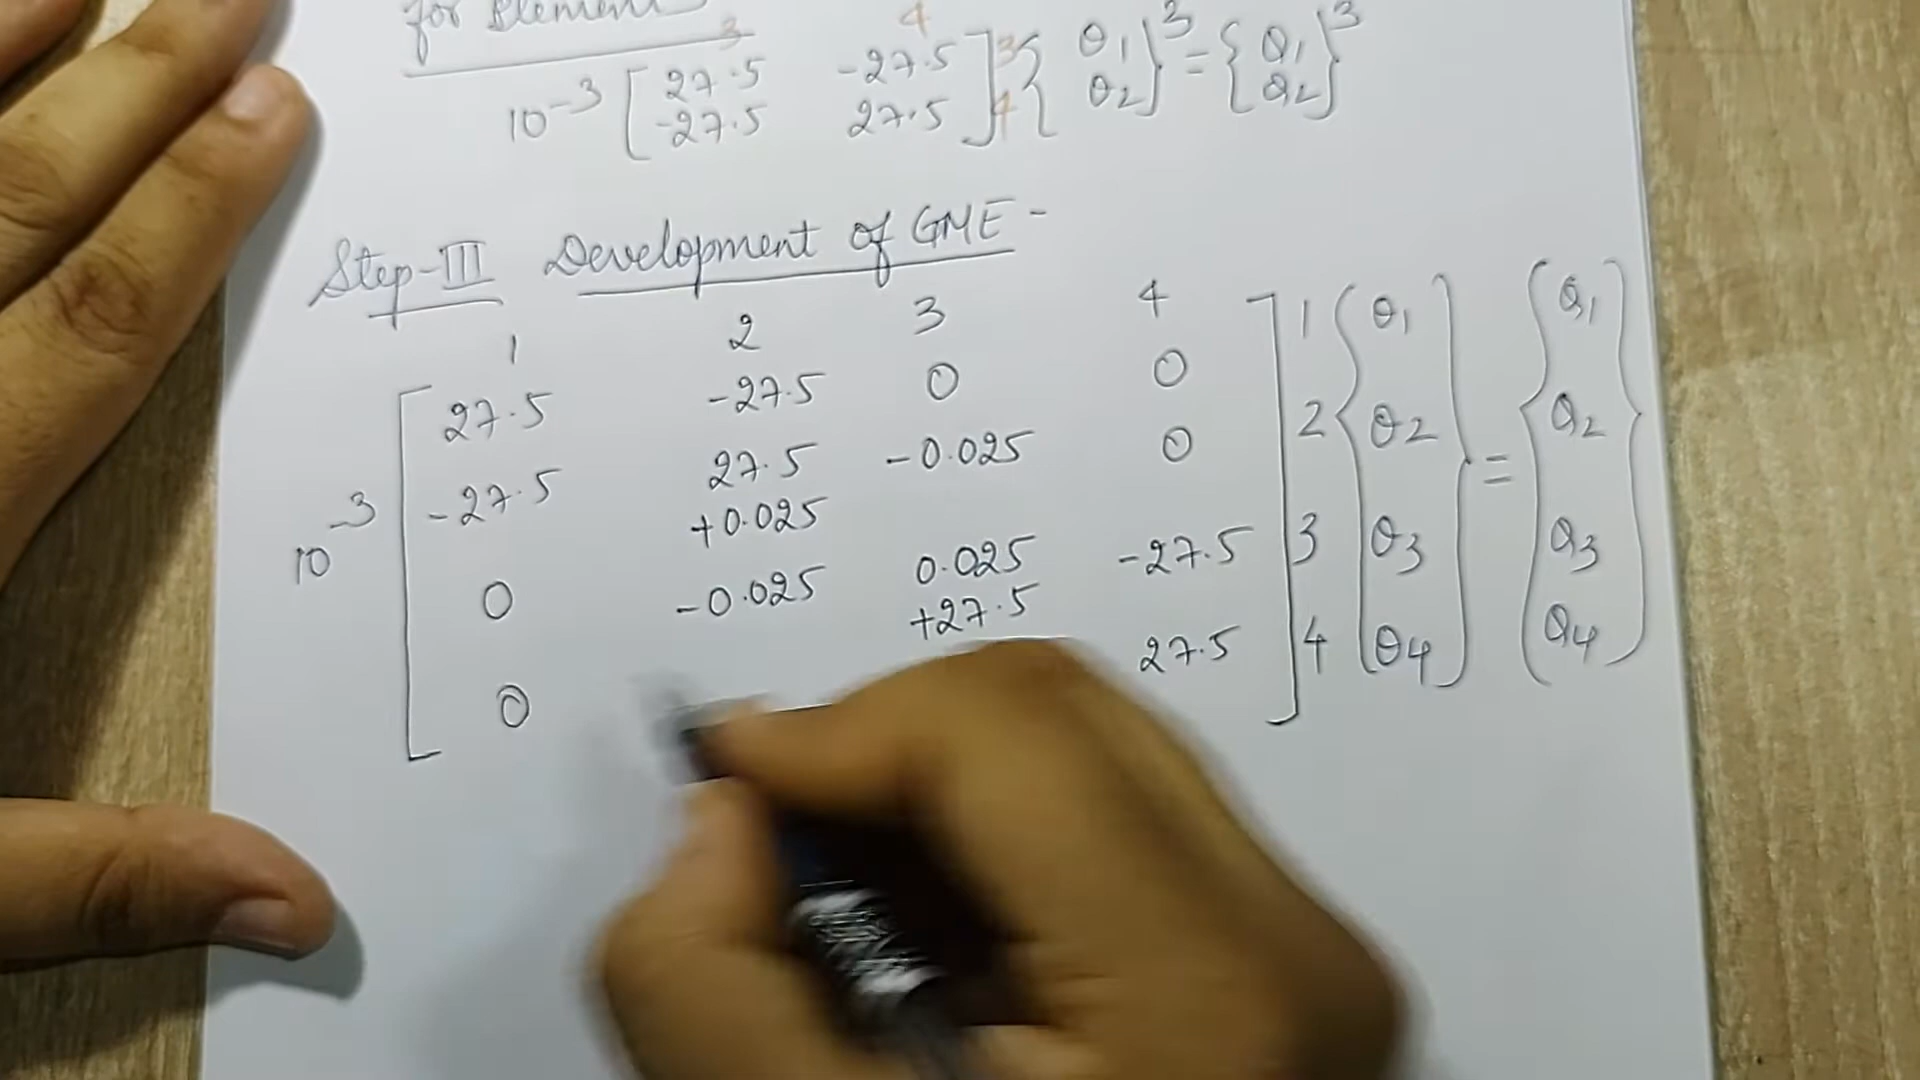 for Element
3 4
10^-3 [ 27.5 -27.5 ] 3 { θ1 }^3 = { Q1 }^3
-27.5 27.5 4 θ2 Q2
Step-III Development of GME -
1 2 3 4
27.5 -27.5 0 0 1 θ1 Q1
-27.5 27.5 -0.025 0 2 θ2 Q2
10^-3 +0.025 =
0 -0.025 0.025 -27.5 3 θ3 Q3
+27.5
0 27.5 4 θ4 Q4